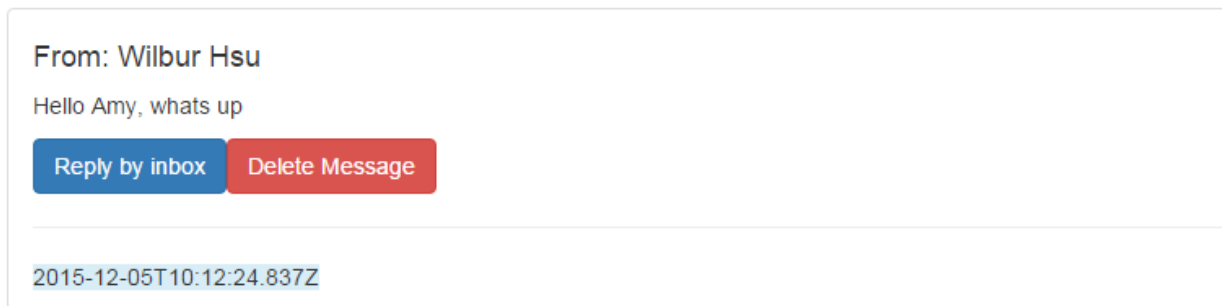 From: Wilbur Hsu
Hello Amy, whats up
Reply by inbox Delete Message
2015-12-05T10:12:24.837Z